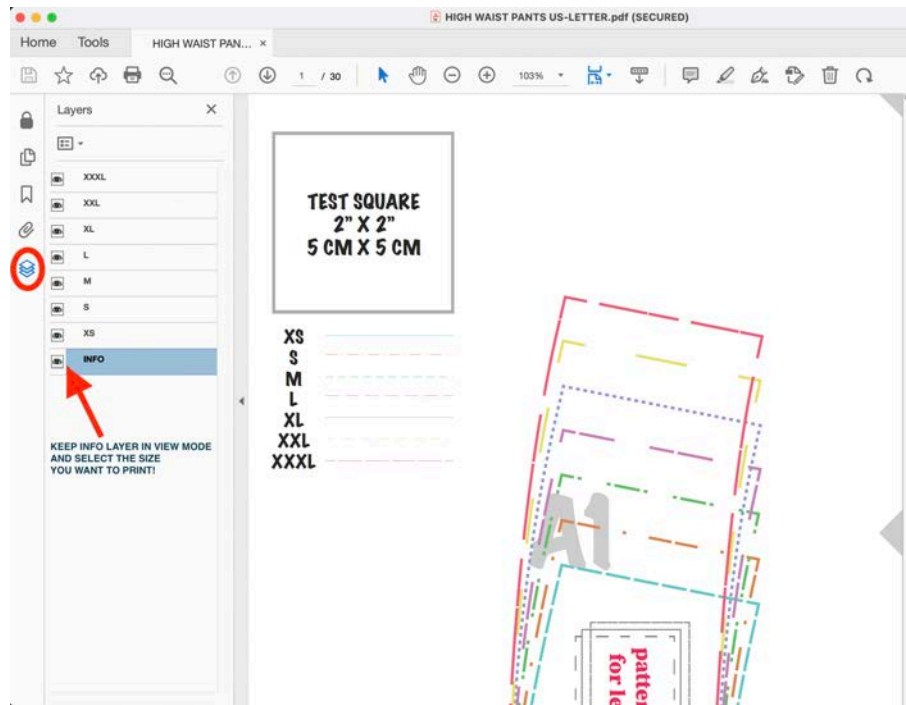 HIGH WAIST PANTS US-LETTER.pdf (SECURED)
Home Tools HIGH WAIST PAN... ×
1 / 30 103%
Layers
XXXL
XXL
XL
L
M
S
XS
INFO
KEEP INFO LAYER IN VIEW MODE
AND SELECT THE SIZE
YOU WANT TO PRINT!
TEST SQUARE
2” X 2”
5 CM X 5 CM
XS
S
M
L
XL
XXL
XXXL
A1
patter
for le